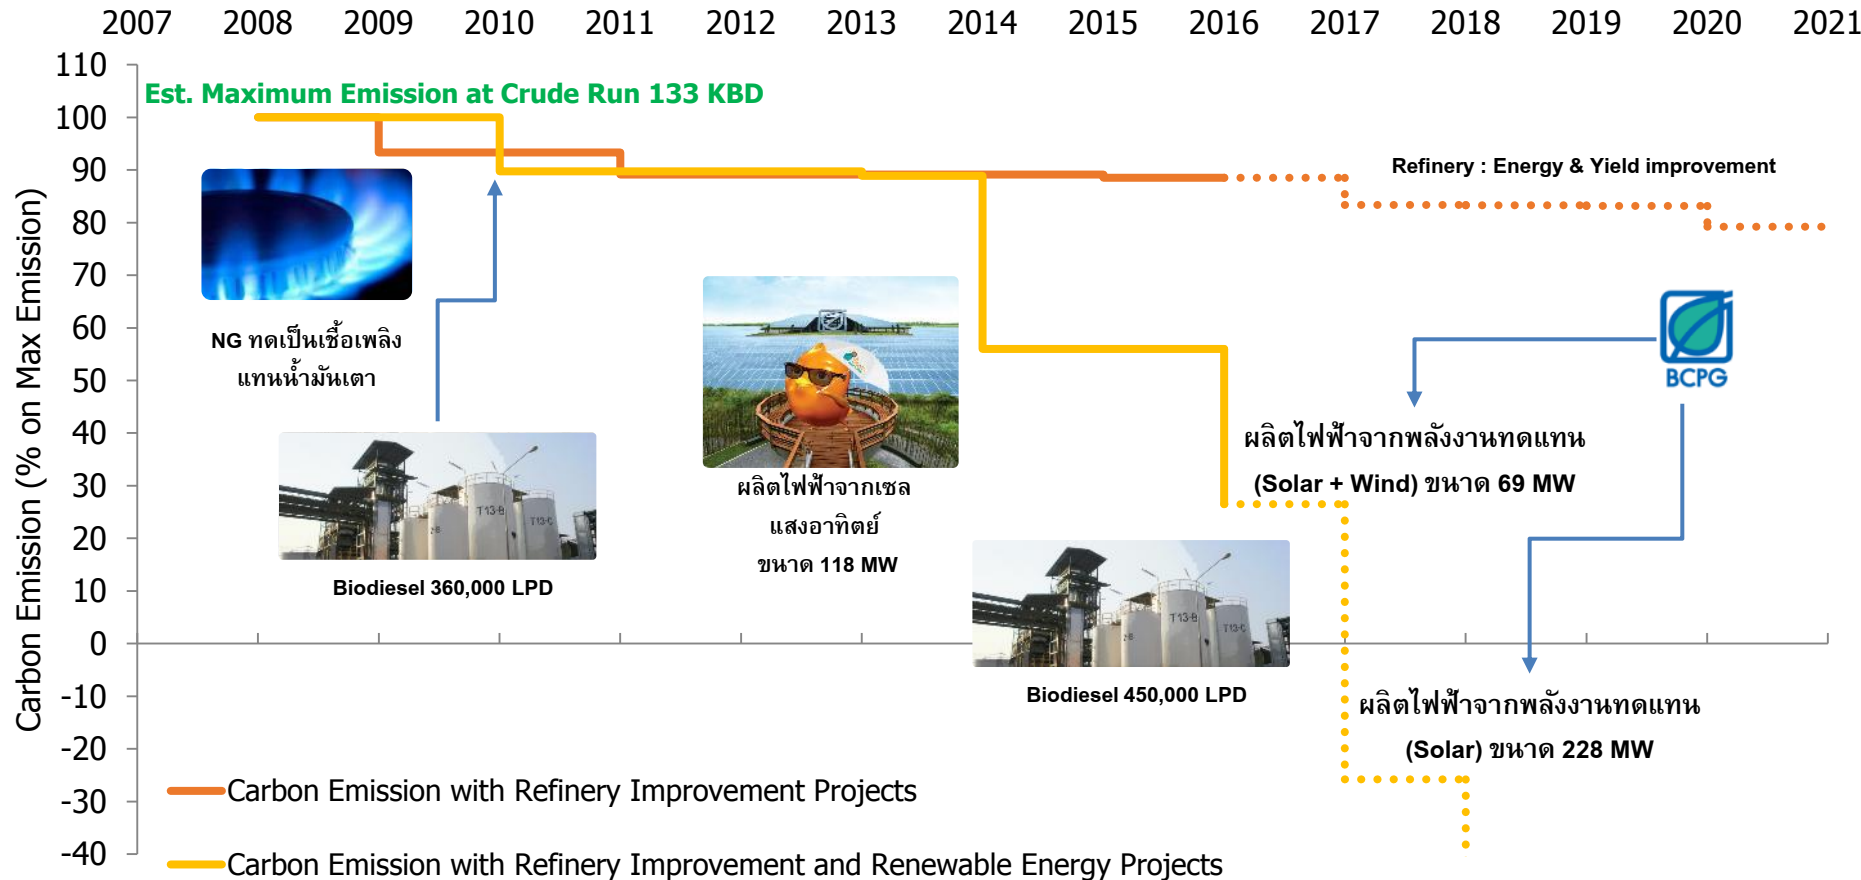 2007 2008 2009 2010 2011 2012 2013 2014 2015 2016 2017 2018 2019 2020 2021
Carbon Emission (% on Max Emission)
110
100
90
80
70
60
50
40
30
20
10
0
-10
-20
-30
-40
Est. Maximum Emission at Crude Run 133 KBD
Refinery : Energy & Yield improvement
NG ทดเป็นเชื้อเพลิง
แทนน้ำมันเตา
T13-B
T13-C
Biodiesel 360,000 LPD
ผลิตไฟฟ้าจากเซล
แสงอาทิตย์
ขนาด 118 MW
T13-B
T13-C
Biodiesel 450,000 LPD
BCPG
ผลิตไฟฟ้าจากพลังงานทดแทน
(Solar + Wind) ขนาด 69 MW
ผลิตไฟฟ้าจากพลังงานทดแทน
(Solar) ขนาด 228 MW
Carbon Emission with Refinery Improvement Projects
Carbon Emission with Refinery Improvement and Renewable Energy Projects